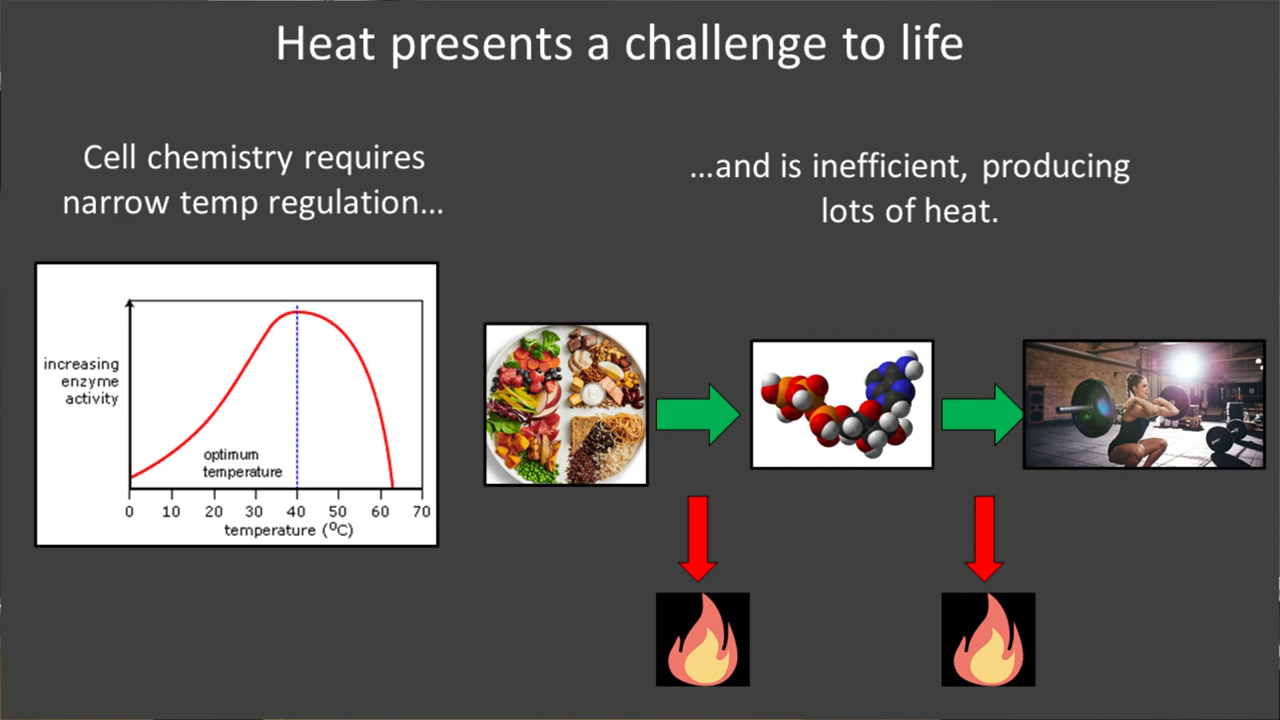 Heat presents a challenge to life
Cell chemistry requires
narrow temp regulation…
…and is inefficient, producing
lots of heat.
increasing
enzyme
activity
optimum
temperature
0 10 20 30 40 50 60 70
temperature (⁰C)